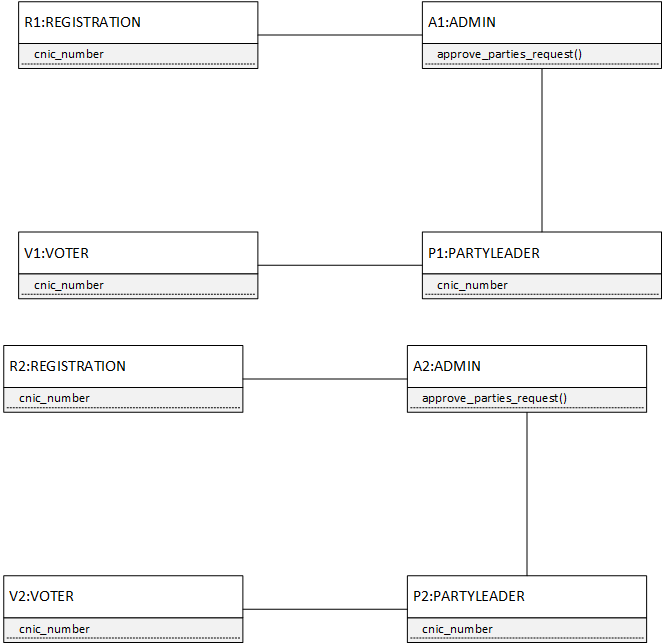 R1:REGISTRATION
cnic_number
A1:ADMIN
approve_parties_request()
V1:VOTER
cnic_number
P1:PARTYLEADER
cnic_number
R2:REGISTRATION
cnic_number
A2:ADMIN
approve_parties_request()
V2:VOTER
cnic_number
P2:PARTYLEADER
cnic_number